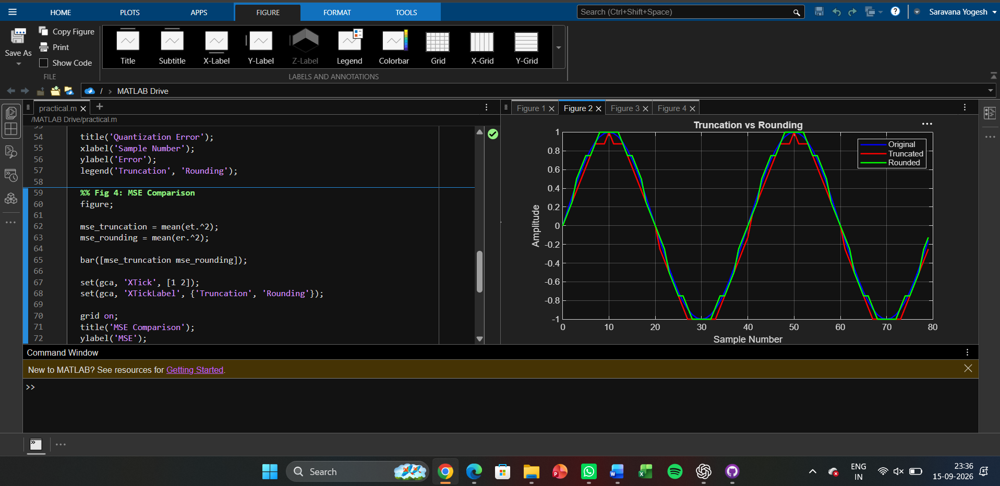 HOME PLOTS APPS FIGURE FORMAT TOOLS Search (Ctrl+Shift+Space) Saravana Yogesh
Save As
Copy Figure
Print
Show Code
FILE
Title Subtitle X-Label Y-Label Z-Label Legend Colorbar Grid X-Grid Y-Grid
LABELS AND ANNOTATIONS
/ › MATLAB Drive
practical.m
/MATLAB Drive/practical.m
54 title('Quantization Error');
55 xlabel('Sample Number');
56 ylabel('Error');
57 legend('Truncation', 'Rounding');
58
59 %% Fig 4: MSE Comparison
60 figure;
61
62 mse_truncation = mean(et.^2);
63 mse_rounding = mean(er.^2);
64
65 bar([mse_truncation mse_rounding]);
66
67 set(gca, 'XTick', [1 2]);
68 set(gca, 'XTickLabel', {'Truncation', 'Rounding'});
69
70 grid on;
71 title('MSE Comparison');
72 ylabel('MSE');
Figure 1 Figure 2 Figure 3 Figure 4
Truncation vs Rounding
Original
Truncated
Rounded
Amplitude
1
0.8
0.6
0.4
0.2
0
-0.2
-0.4
-0.6
-0.8
-1
0 10 20 30 40 50 60 70 80
Sample Number
Command Window
New to MATLAB? See resources for Getting Started.
>>
Search
ENG
IN
23:36
15-09-2026